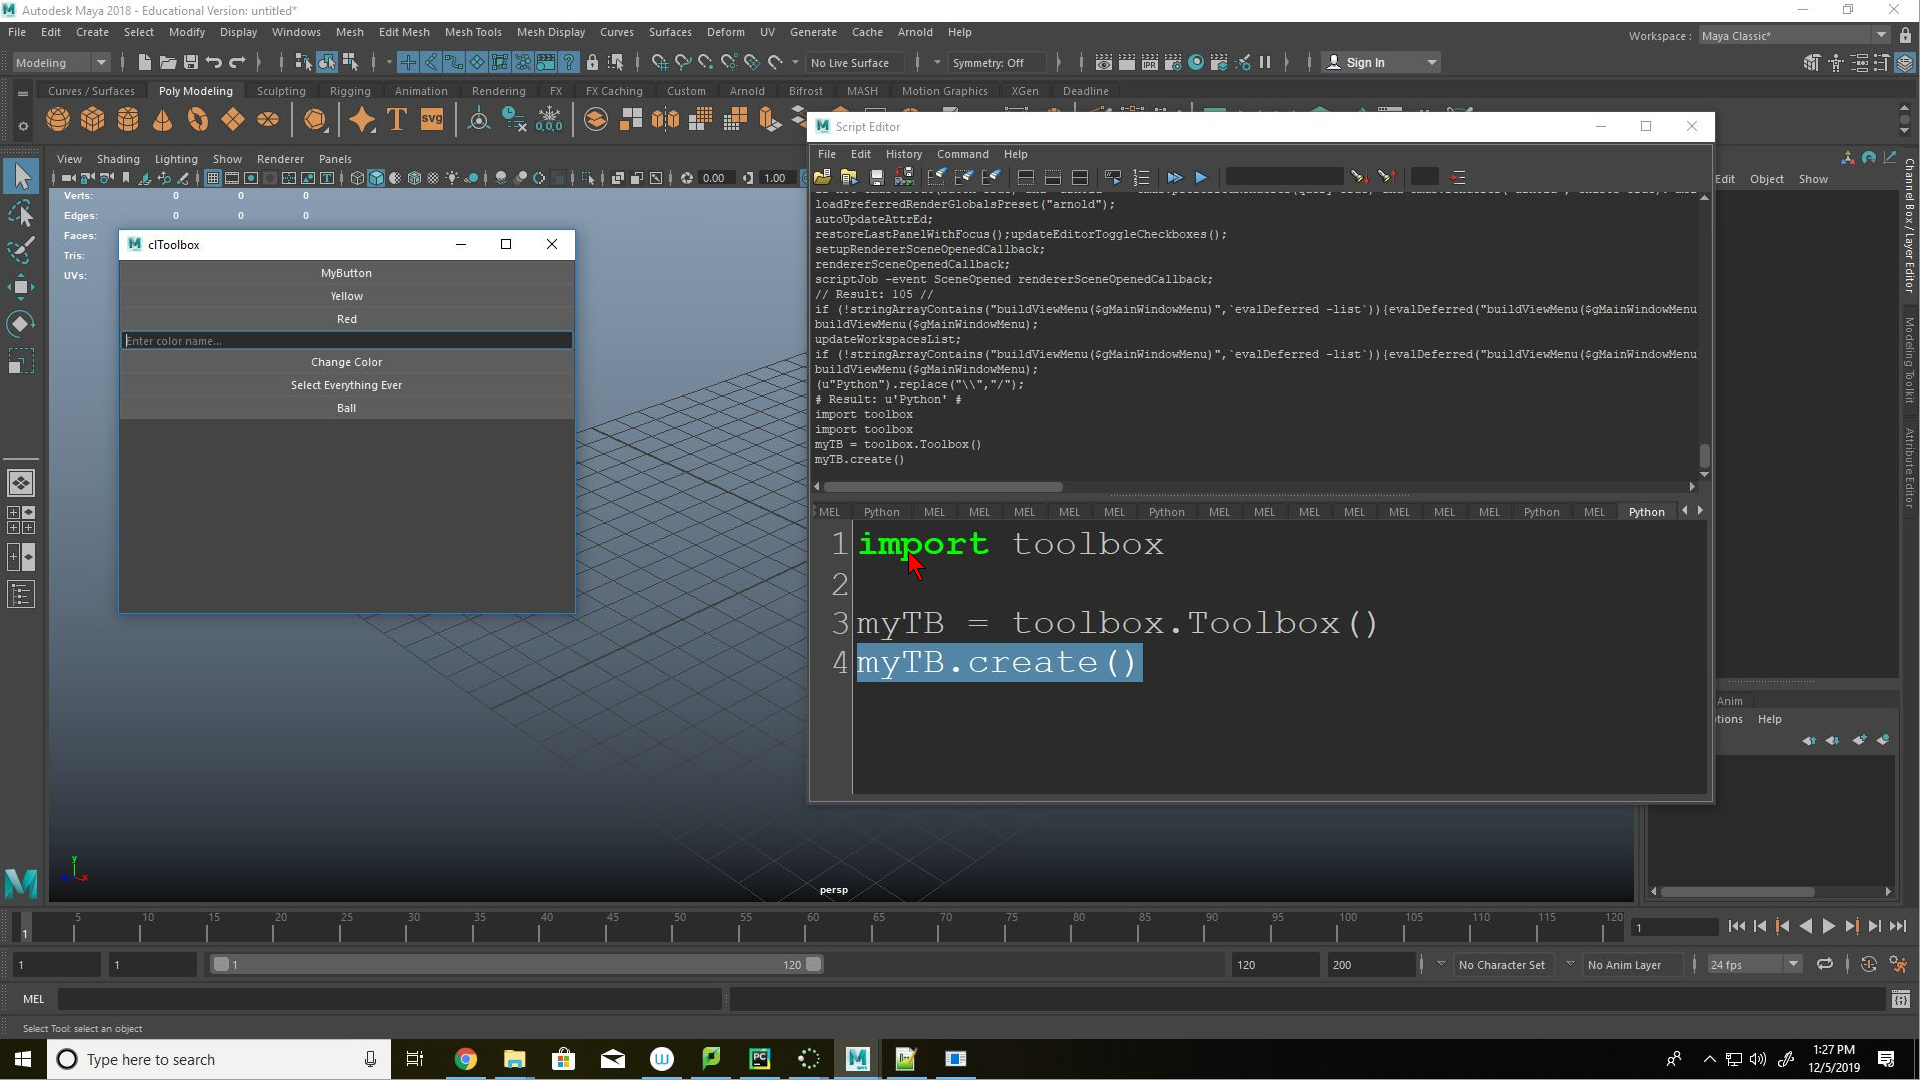 Autodesk Maya 2018 - Educational Version: untitled*
File Edit Create Select Modify Display Windows Mesh Edit Mesh Mesh Tools Mesh Display Curves Surfaces Deform UV Generate Cache Arnold Help
Workspace : Maya Classic*
Modeling
No Live Surface
Symmetry: Off
Sign In
Curves / Surfaces Poly Modeling Sculpting Rigging Animation Rendering FX FX Caching Custom Arnold Bifrost MASH Motion Graphics XGen Deadline
T svg
0,0,0
View Shading Lighting Show Renderer Panels
0.00 1.00
Verts: 0 0 0
Edges: 0 0 0
Faces:
Tris:
UVs:
clToolbox
MyButton
Yellow
Red
Enter color name...
Change Color
Select Everything Ever
Ball
Script Editor
File Edit History Command Help
loadPreferredRenderGlobalsPreset("arnold");
autoUpdateAttrEd;
restoreLastPanelWithFocus();updateEditorToggleCheckboxes();
setupRendererSceneOpenedCallback;
rendererSceneOpenedCallback;
scriptJob -event SceneOpened rendererSceneOpenedCallback;
// Result: 105 //
if (!stringArrayContains("buildViewMenu($gMainWindowMenu)",`evalDeferred -list`)){evalDeferred("buildViewMenu($gMainWindowMenu
buildViewMenu($gMainWindowMenu);
updateWorkspacesList;
if (!stringArrayContains("buildViewMenu($gMainWindowMenu)",`evalDeferred -list`)){evalDeferred("buildViewMenu($gMainWindowMenu
buildViewMenu($gMainWindowMenu);
(u"Python").replace("\\","/");
# Result: u'Python' #
import toolbox
import toolbox
myTB = toolbox.Toolbox()
myTB.create()
MEL Python MEL MEL MEL MEL MEL Python MEL MEL MEL MEL MEL MEL MEL Python MEL Python
1 import toolbox
2
3 myTB = toolbox.Toolbox()
4 myTB.create()
Edit Object Show
Channel Box / Layer Editor
Modeling Toolkit
Attribute Editor
Anim
tions Help
persp
y
x
5 10 15 20 25 30 35 40 45 50 55 60 65 70 75 80 85 90 95 100 105 110 115 120
1
1
1 1 1 120 120 200 No Character Set No Anim Layer 24 fps
MEL
Select Tool: select an object
Type here to search
1:27 PM
12/5/2019